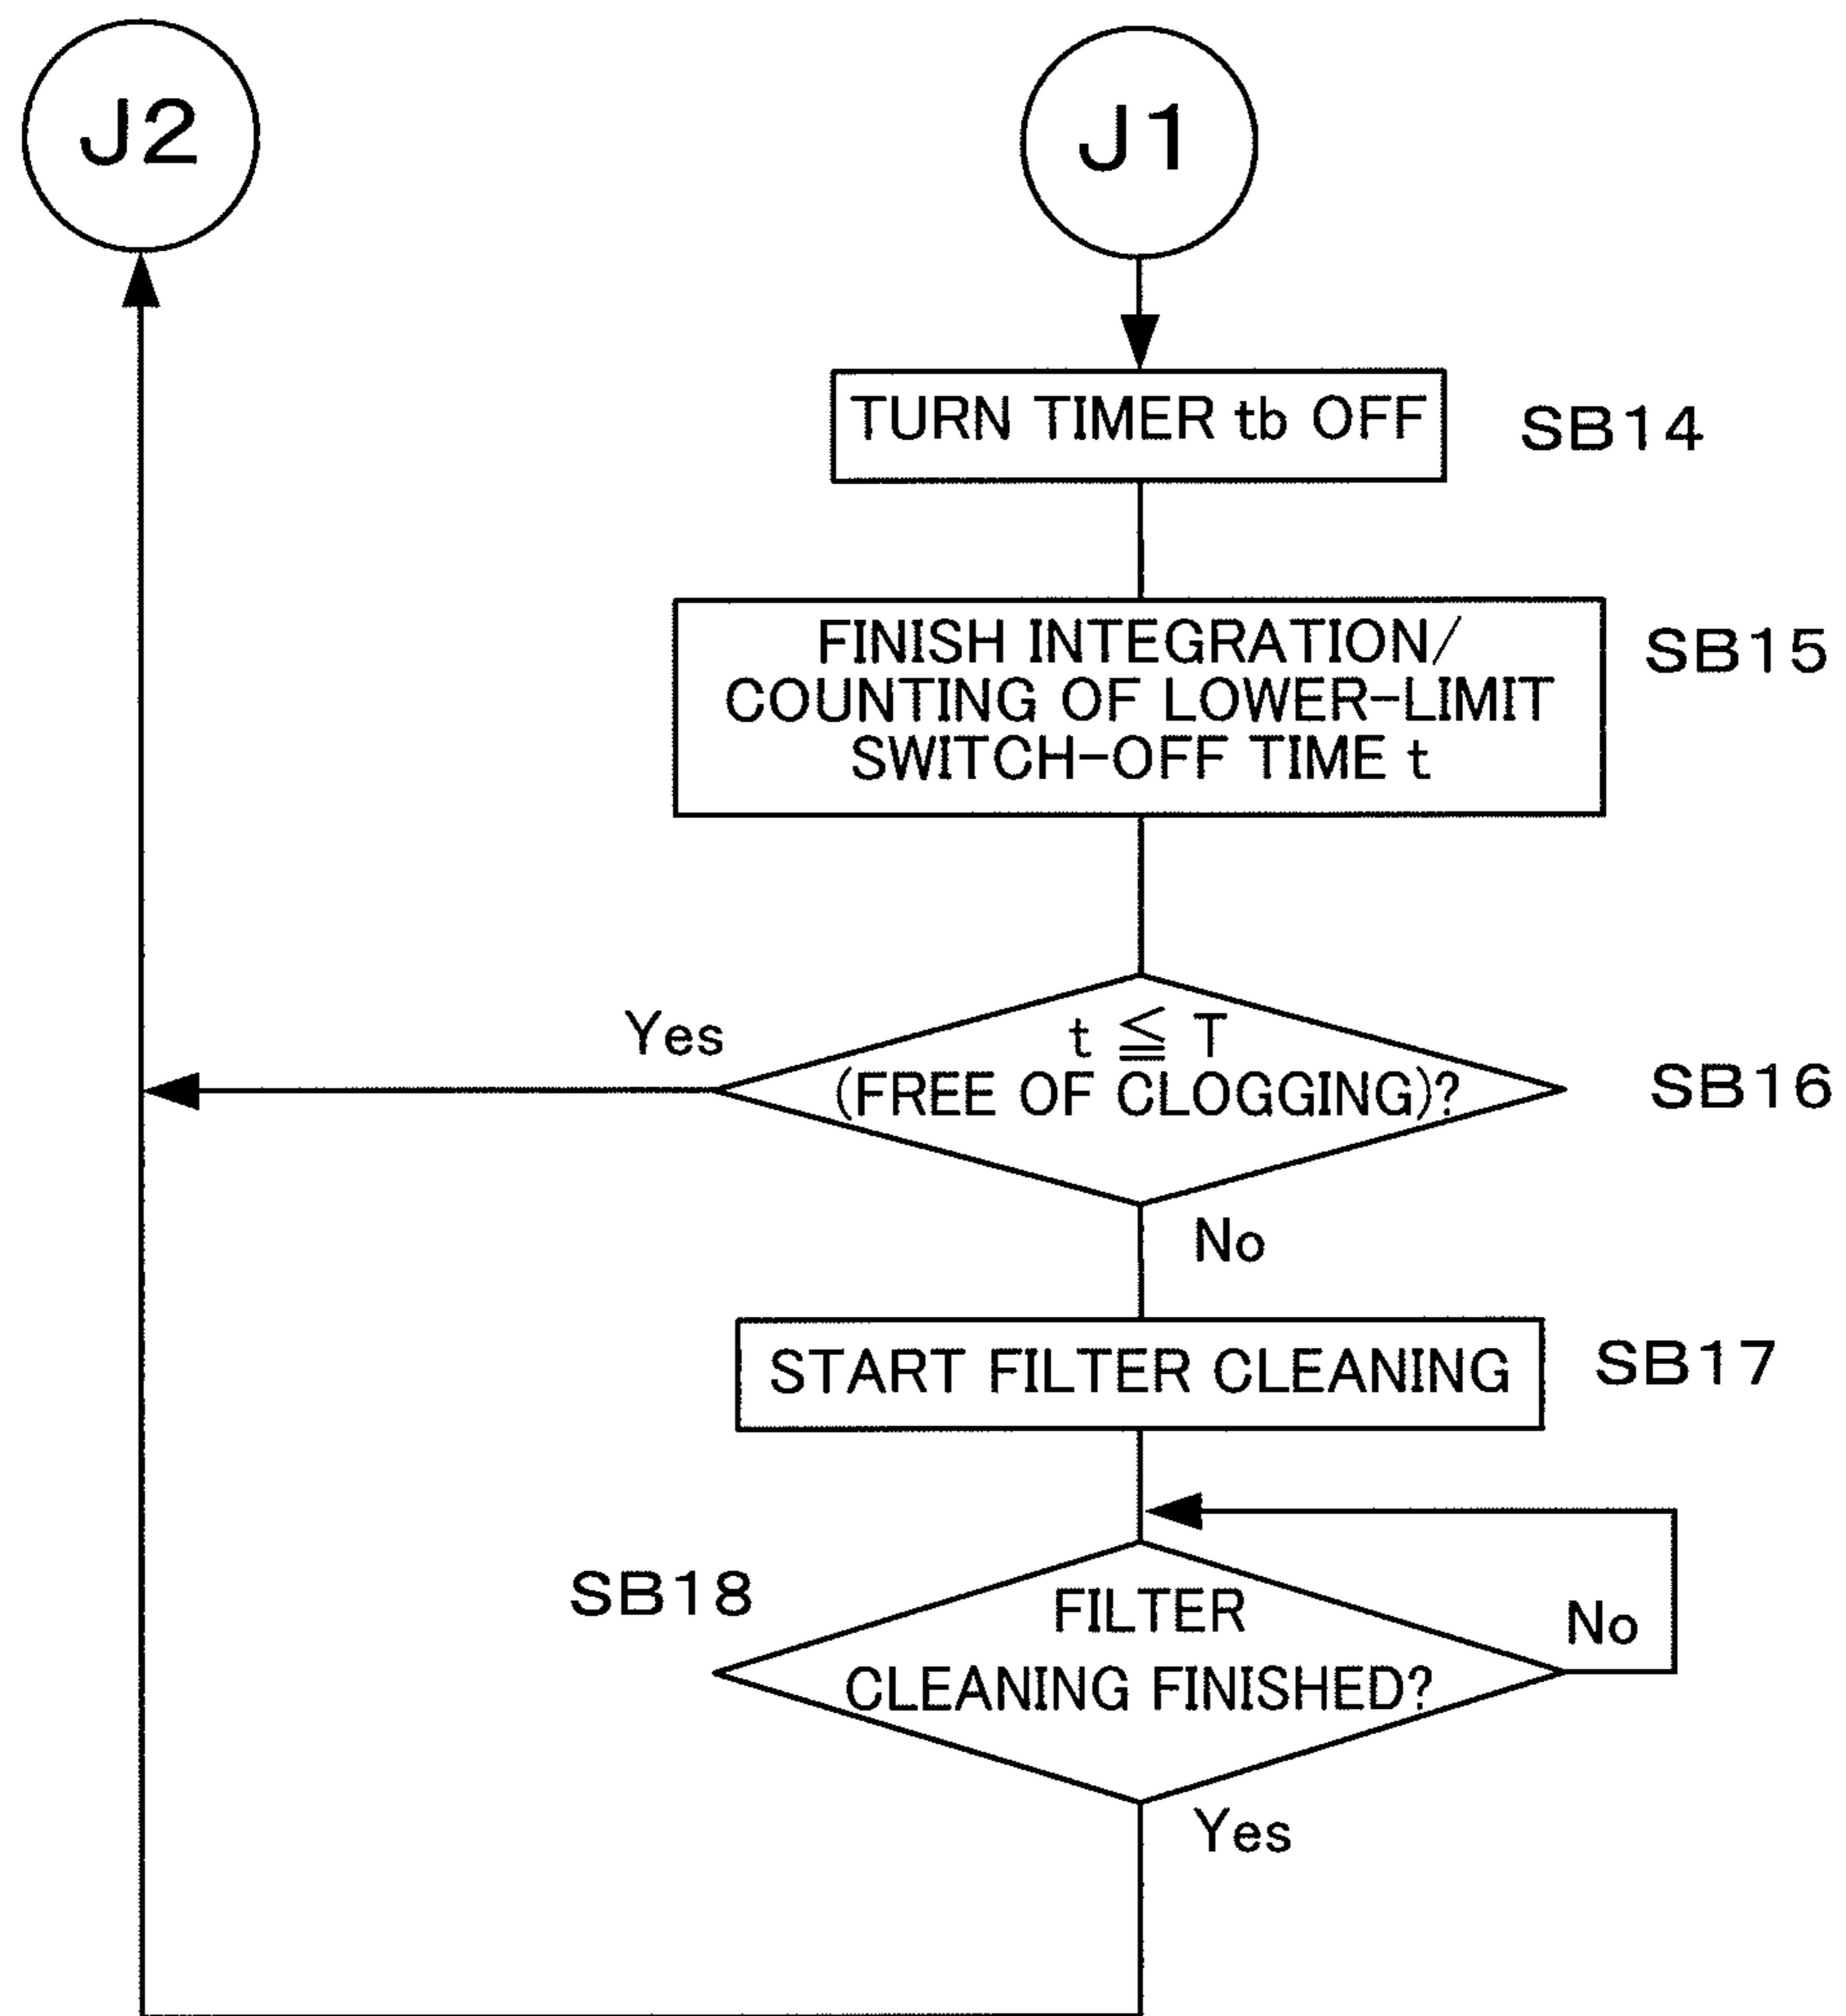 J2
J1
TURN TIMER tb OFF
SB14
FINISH INTEGRATION/
COUNTING OF LOWER-LIMIT
SWITCH-OFF TIME t
SB15
Yes
t ≦ T
(FREE OF CLOGGING)?
SB16
No
START FILTER CLEANING
SB17
SB18
FILTER
CLEANING FINISHED?
No
Yes